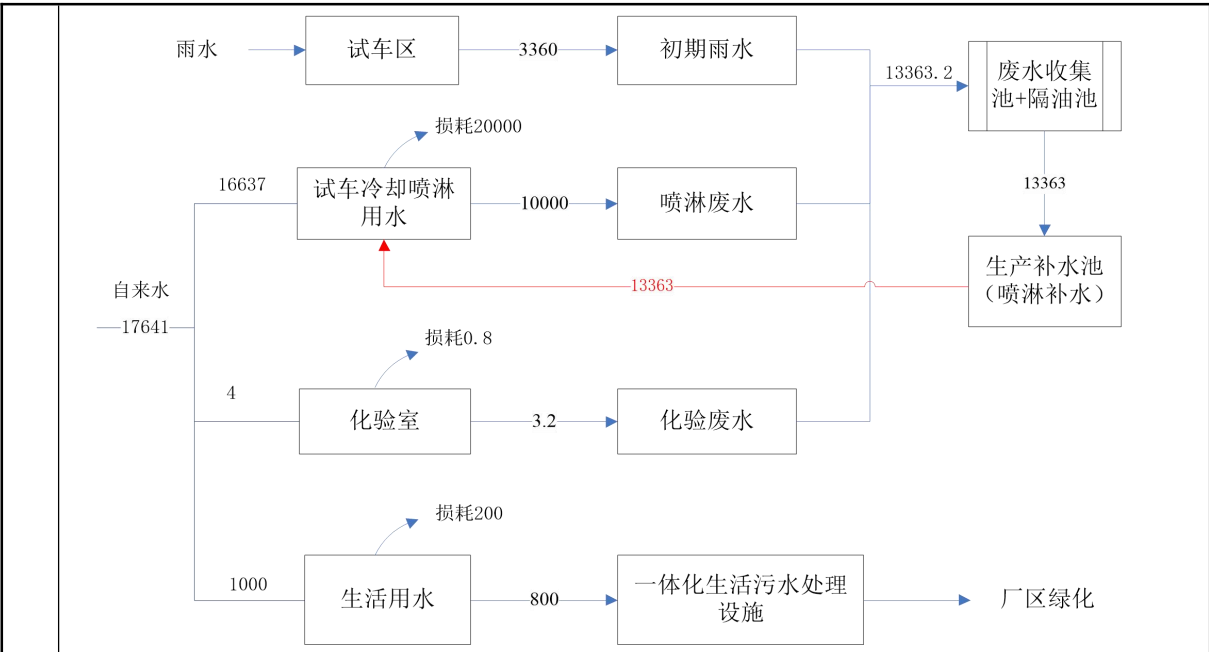 雨水
试车区
3360
初期雨水
13363.2
废水收集
池+隔油池
损耗20000
16637
试车冷却喷淋
用水
10000
喷淋废水
13363
生产补水池
（喷淋补水）
13363
自来水
17641
损耗0.8
4
化验室
3.2
化验废水
损耗200
1000
生活用水
800
一体化生活污水处理
设施
厂区绿化